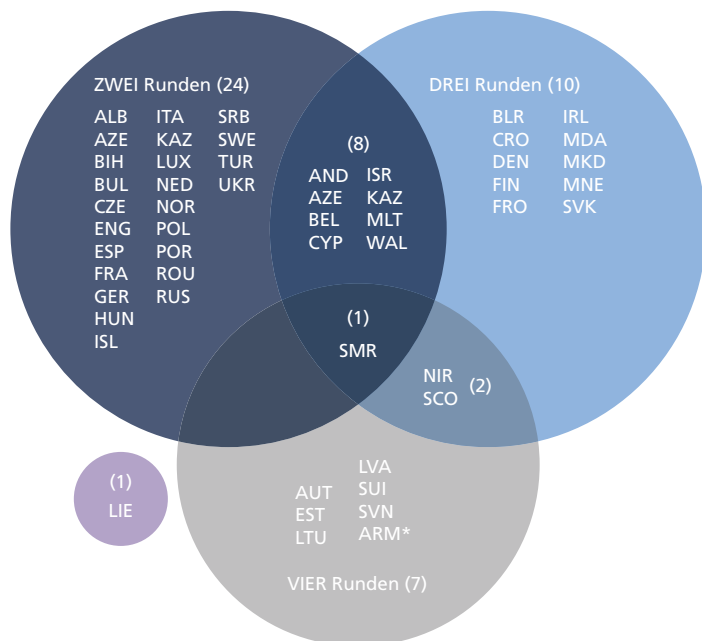 ZWEI Runden (24)
ALB ITA SRB
AZE KAZ SWE
BIH LUX TUR
BUL NED UKR
CZE NOR
ENG POL
ESP POR
FRA ROU
GER RUS
HUN
ISL
(8)
AND ISR
AZE KAZ
BEL MLT
CYP WAL
DREI Runden (10)
BLR IRL
CRO MDA
DEN MKD
FIN MNE
FRO SVK
(1)
SMR
NIR
SCO
(2)
(1)
LIE
AUT
EST
LTU
LVA
SUI
SVN
ARM*
VIER Runden (7)